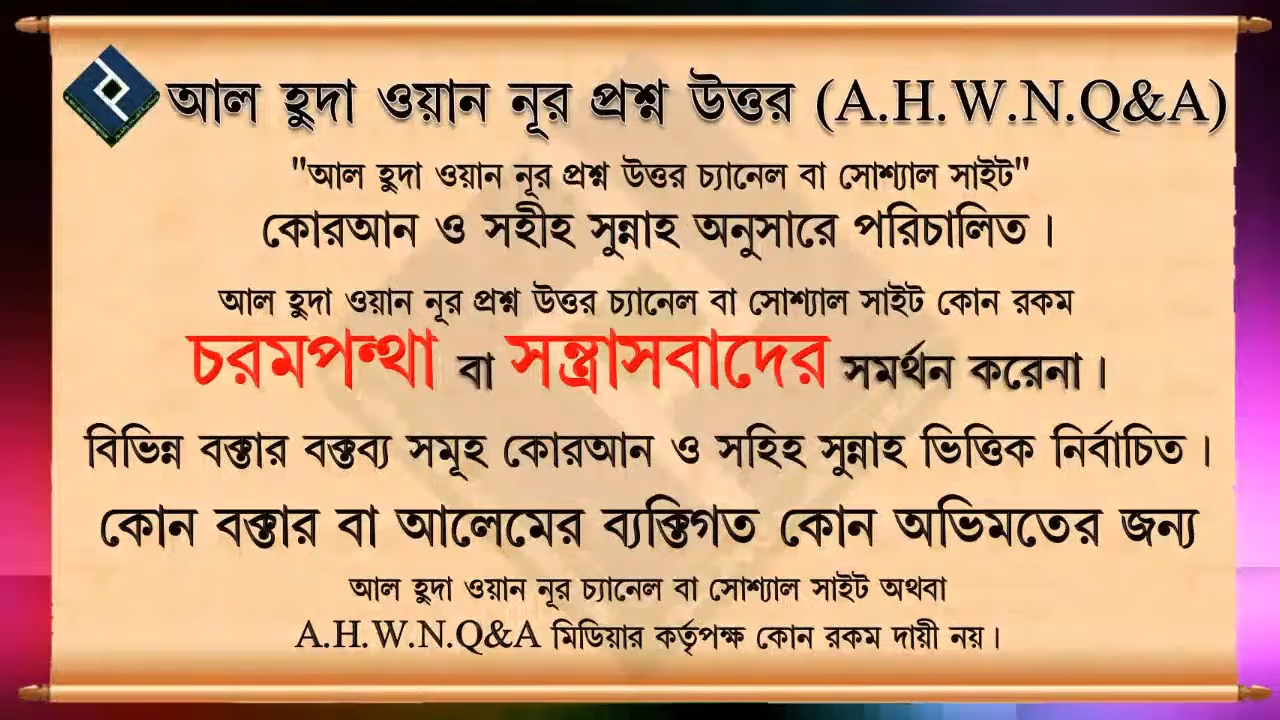 আল হুদা ওয়ান নূর প্রশ্ন উত্তর (A.H.W.N.Q&A)
"আল হুদা ওয়ান নূর প্রশ্ন উত্তর চ্যানেল বা সোশ্যাল সাইট"
কোরআন ও সহীহ সুন্নাহ অনুসারে পরিচালিত।
আল হুদা ওয়ান নূর প্রশ্ন উত্তর চ্যানেল বা সোশ্যাল সাইট কোন রকম
চরমপন্থা বা সন্ত্রাসবাদের সমর্থন করেনা।
বিভিন্ন বক্তার বক্তব্য সমূহ কোরআন ও সহিহ সুন্নাহ ভিত্তিক নির্বাচিত।
কোন বক্তার বা আলেমের ব্যক্তিগত কোন অভিমতের জন্য
আল হুদা ওয়ান নূর চ্যানেল বা সোশ্যাল সাইট অথবা
A.H.W.N.Q&A মিডিয়ার কর্তৃপক্ষ কোন রকম দায়ী নয়।